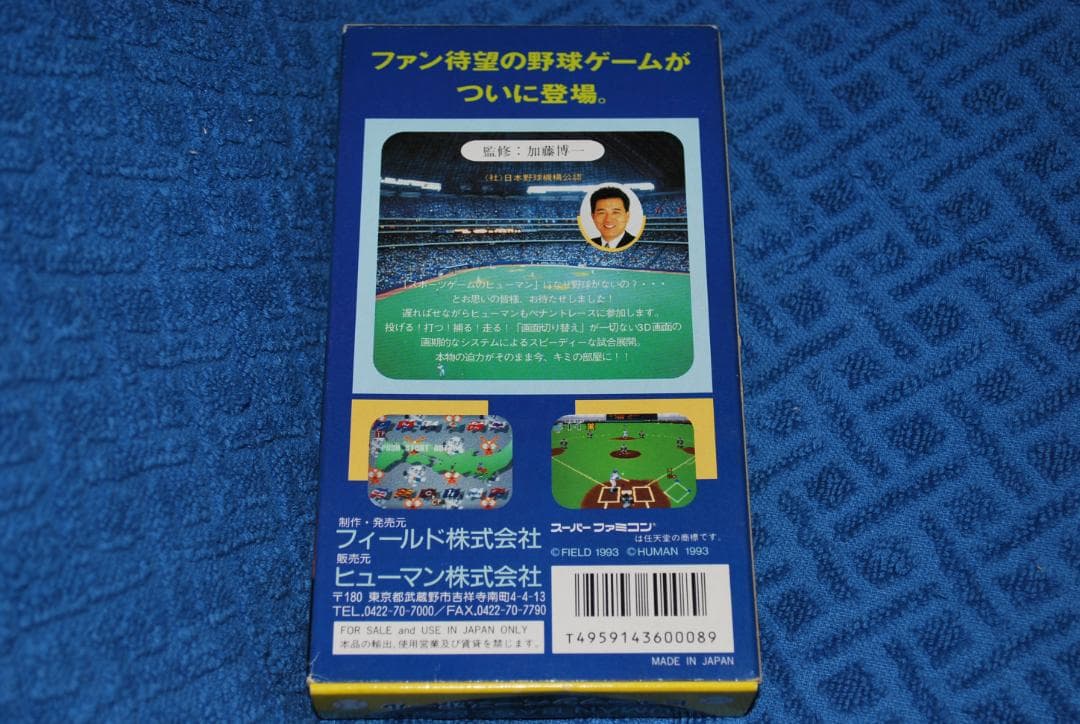 ファン待望の野球ゲームが
ついに登場。
監修：加藤博一
(社)日本野球機構公認
「スポーツゲームのヒューマン」はなぜ野球がないの？・・・
とお思いの皆様、お待たせしました！
遅ればせながらヒューマンもペナントレースに参加します。
投げる！打つ！捕る！走る！「画面切り替え」が一切ない3D画面の
画期的なシステムによるスピーディーな試合展開。
本物の迫力がそのまま今、キミの部屋に！！
PUSH START
制作・発売元
フィールド株式会社
販売元
ヒューマン株式会社
〒180 東京都武蔵野市吉祥寺南町4-4-13
TEL.0422-70-7000／FAX.0422-70-7790
FOR SALE and USE IN JAPAN ONLY
本品の輸出、使用営業及び賃貸を禁じます。
スーパーファミコン®
は任天堂の商標です。
©FIELD 1993 ©HUMAN 1993
T4959143600089
MADE IN JAPAN